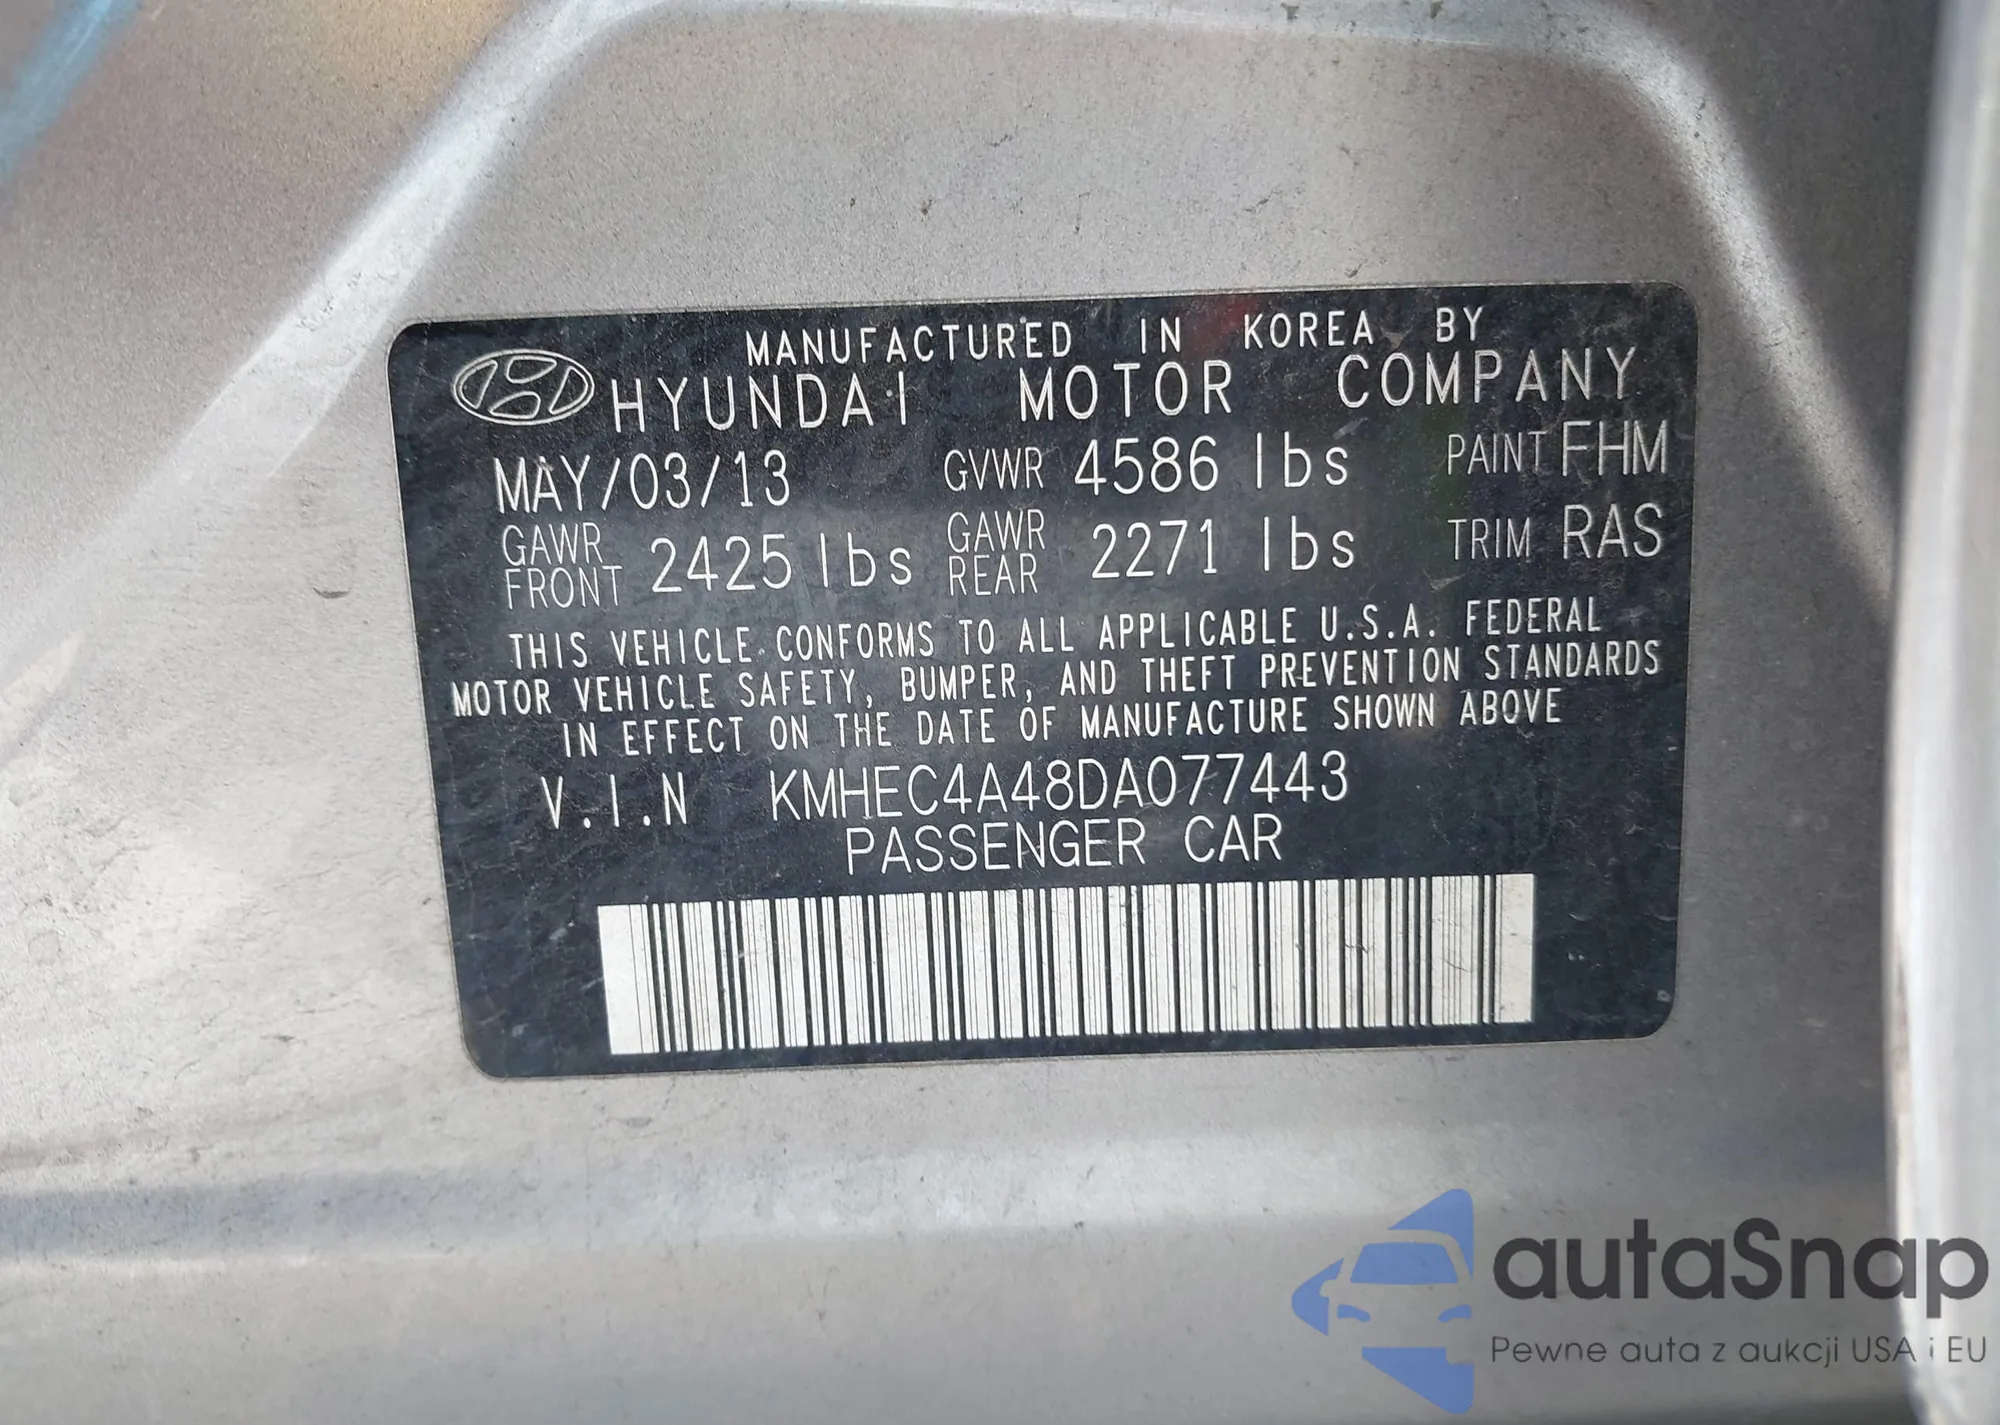 MANUFACTURED IN KOREA BY
HYUNDAI MOTOR COMPANY
MAY/03/13 GVWR 4586 lbs PAINT FHM
GAWR FRONT 2425 lbs GAWR REAR 2271 lbs TRIM RAS
THIS VEHICLE CONFORMS TO ALL APPLICABLE U.S.A. FEDERAL
MOTOR VEHICLE SAFETY, BUMPER, AND THEFT PREVENTION STANDARDS
IN EFFECT ON THE DATE OF MANUFACTURE SHOWN ABOVE
V.I.N KMHEC4A48DA077443
PASSENGER CAR
autaSnap
Pewne auta z aukcji USA i EU